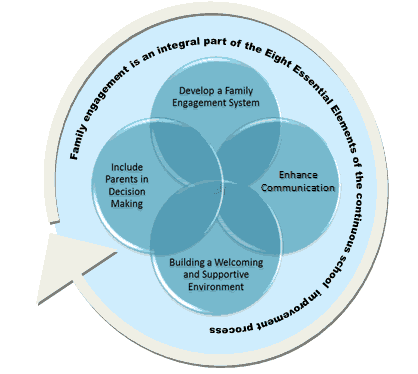 Family engagement is an integral part of the Eight Essential Elements of the continuous school improvement process
Develop a Family
Engagement System
Include
Parents in
Decision
Making
Enhance
Communication
Building a Welcoming
and Supportive
Environment